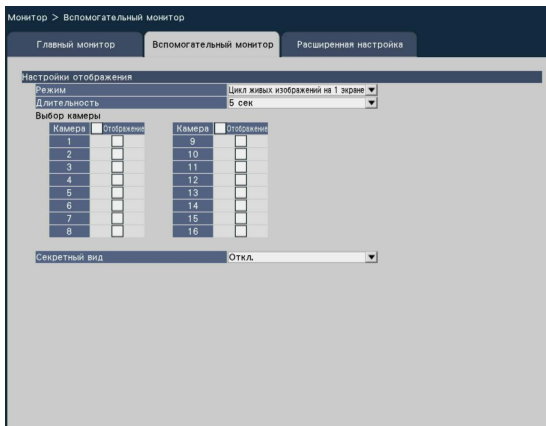 Монитор > Вспомогательный монитор
Главный монитор Вспомогательный монитор Расширенная настройка
Настройки отображения
Режим Цикл живых изображений на 1 экране
Длительность 5 сек
Выбор камеры
Камера Отображение Камера Отображение
1 9
2 10
3 11
4 12
5 13
6 14
7 15
8 16
Секретный вид Откл.